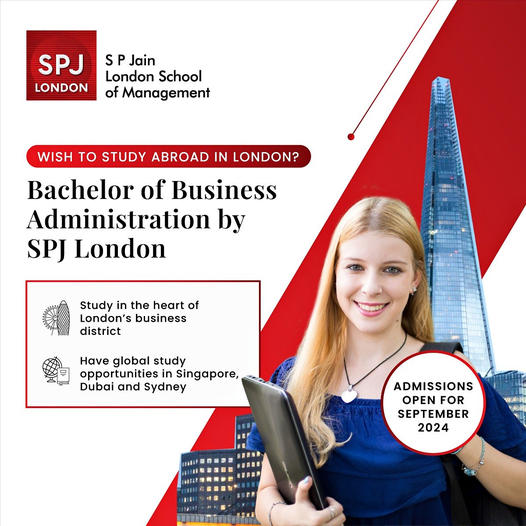 SPJ
LONDON
S P Jain
London School
of Management
WISH TO STUDY ABROAD IN LONDON?
Bachelor of Business
Administration by
SPJ London
Study in the heart of
London's business
district
Have global study
opportunities in Singapore,
Dubai and Sydney
ADMISSIONS
OPEN FOR
SEPTEMBER
2024